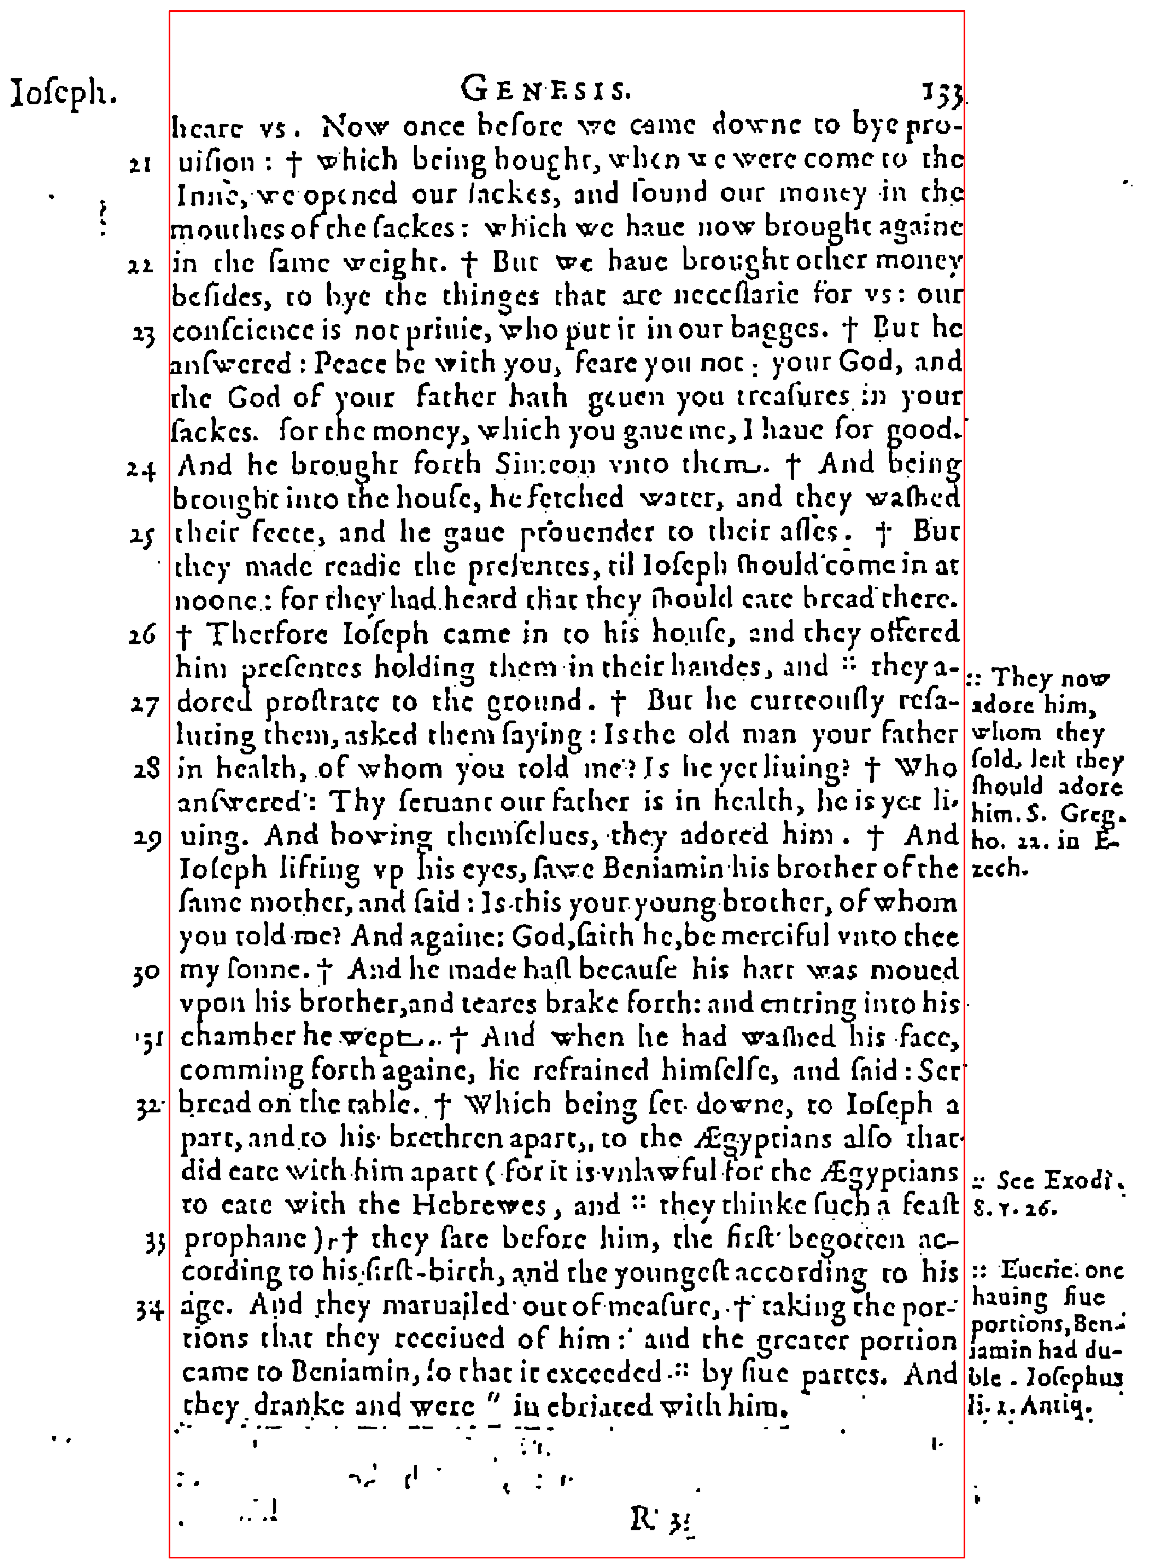 Ioſeph.
GENESIS.
133
heare vs. Now once before we came downe to bye pro-
21 uiſion : † which being bought, when we were come to the
Inne, we opened our ſackes, and found our money in the
mouthes of the ſackes : which we haue now brought againe
22 in the ſame weight. † But we haue brought other money
beſides, to bye the thinges that are neceſſarie for vs : our
23 conſcience is not priuie, who put it in our bagges. † But he
anſwered : Peace be with you, feare you not : your God, and
the God of your father hath geuen you treaſures in your
ſackes. for the money, which you gaue me, I haue for good.
24 And he brought forth Simeon vnto them. † And being
brought into the houſe, he fetched water, and they waſhed
25 their feete, and he gaue prouender to their aſſes. † But
they made readie the preſentes, til Ioſeph ſhould come in at
noone : for they had heard that they ſhould eate bread there.
26 † Therfore Ioſeph came in to his houſe, and they offered
him preſentes holding them in their handes, and :: they a-
27 dored proſtrate to the ground. † But he curteouſly reſa-
luting them, asked them ſaying : Is the old man your father
28 in health, of whom you told me? Is he yet liuing? † Who
anſwered : Thy ſeruant our father is in health, he is yet li-
29 uing. And bowing themſelues, they adored him. † And
Ioſeph lifting vp his eyes, ſawe Beniamin his brother of the
ſame mother, and ſaid : Is this your young brother, of whom
you told me? And againe: God, ſaith he, be merciful vnto thee
30 my ſonne. † And he made haſt becauſe his hart was moued
vpon his brother, and teares brake forth: and entring into his
31 chamber he wept. † And when he had waſhed his face,
comming forth againe, he refrained himſelfe, and ſaid : Set
32 bread on the table. † Which being ſet downe, to Ioſeph a
part, and to his brethren apart, to the Ægyptians alſo that
did eate with him apart ( for it is vnlawful for the Ægyptians
to eate with the Hebrewes, and :: they thinke ſuch a feaſt
33 prophane ), † they ſate before him, the firſt begotten ac-
cording to his firſt-birth, and the youngeſt according to his
34 age. And they maruailed out of meaſure, † taking the por-
tions that they receiued of him : and the greater portion
came to Beniamin, ſo that it exceeded :: by fiue partes. And
they dranke and were " in ebriated with him.
:: They now
adore him,
whom they
ſold, leſt they
ſhould adore
him. S. Greg.
ho. 22. in E-
zech.
:: See Exodi.
8. v. 26.
:: Euerie one
hauing fiue
portions, Ben-
iamin had du-
ble. Ioſephus
li. 2. Antiq.
R 3